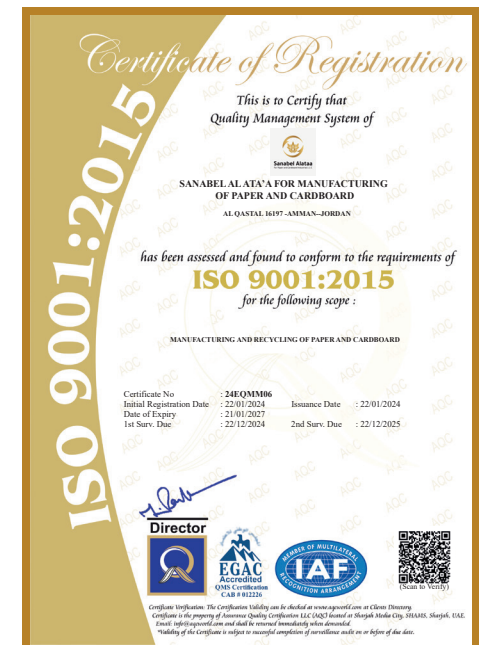 Certificate of Registration
This is to Certify that
Quality Management System of
Sanabel Alataa
SANABEL AL ATA'A FOR MANUFACTURING
OF PAPER AND CARDBOARD
AL QASTAL 16197 -AMMAN--JORDAN
has been assessed and found to conform to the requirements of
ISO 9001:2015
for the following scope :
MANUFACTURING AND RECYCLING OF PAPER AND CARDBOARD
Certificate No : 24EQMM06
Initial Registration Date : 22/01/2024 Issuance Date : 22/01/2024
Date of Expiry : 21/01/2027
1st Surv. Due : 22/12/2024 2nd Surv. Due : 22/12/2025
ISO 9001:2015
Director
EGAC
Accredited
QMS Certification
CAB # 012226
MEMBER OF MULTILATERAL
IAF
RECOGNITION ARRANGEMENT
(Scan to Verify)
Certificate Verification: The Certification Validity can be checked at www.aqcworld.com at Clients Directory.
Certificate is the property of Assurance Quality Certification LLC (AQC) located at Sharjah Media City, SHAMS, Sharjah, UAE.
Email: info@aqcworld.com and shall be returned immediately when demanded.
*Validity of the Certificate is subject to successful completion of surveillance audit on or before of due date.